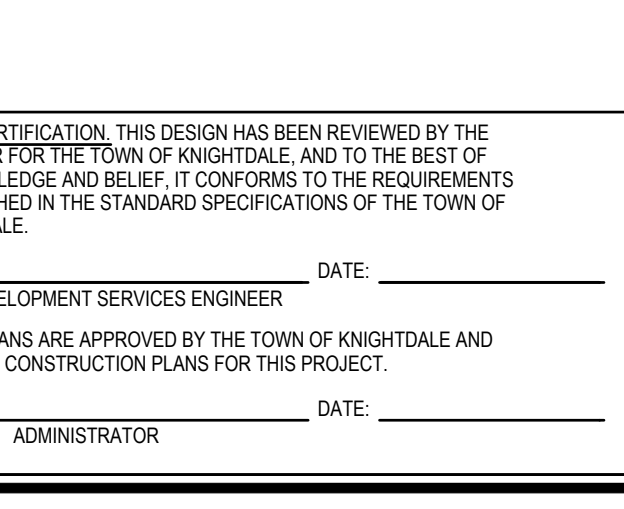 RTIFICATION. THIS DESIGN HAS BEEN REVIEWED BY THE
R FOR THE TOWN OF KNIGHTDALE, AND TO THE BEST OF
LEDGE AND BELIEF, IT CONFORMS TO THE REQUIREMENTS
HED IN THE STANDARD SPECIFICATIONS OF THE TOWN OF
ALE.
DATE:
ELOPMENT SERVICES ENGINEER
ANS ARE APPROVED BY THE TOWN OF KNIGHTDALE AND
CONSTRUCTION PLANS FOR THIS PROJECT.
DATE:
ADMINISTRATOR